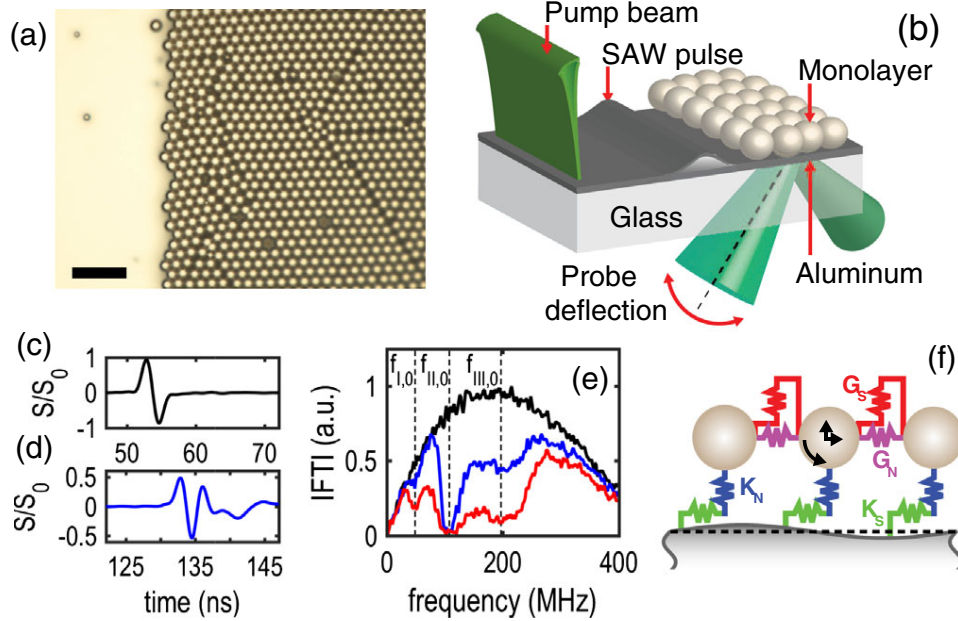 (a)
Pump beam
(b)
SAW pulse
Monolayer
Glass
Probe
deflection
Aluminum
(c)
S/S0
1
0
-1
50 60 70
(d)
S/S0
0.5
0
-0.5
125 135 145
time (ns)
(e)
fI,0 fII,0 fIII,0
|FT| (a.u.)
1
0.5
0
0 200 400
frequency (MHz)
(f)
GS
GN
KN
KS